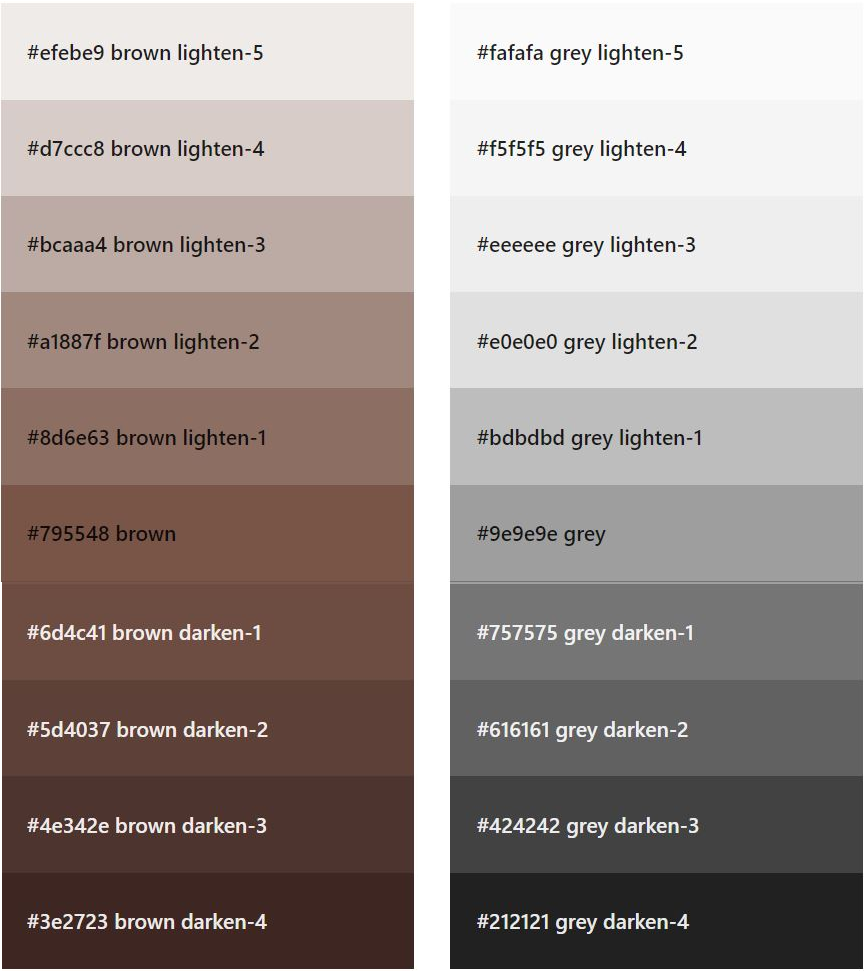 #efebe9 brown lighten-5
#d7ccc8 brown lighten-4
#bcaaa4 brown lighten-3
#a1887f brown lighten-2
#8d6e63 brown lighten-1
#795548 brown
#6d4c41 brown darken-1
#5d4037 brown darken-2
#4e342e brown darken-3
#3e2723 brown darken-4
#fafafa grey lighten-5
#f5f5f5 grey lighten-4
#eeeeee grey lighten-3
#e0e0e0 grey lighten-2
#bdbdbd grey lighten-1
#9e9e9e grey
#757575 grey darken-1
#616161 grey darken-2
#424242 grey darken-3
#212121 grey darken-4